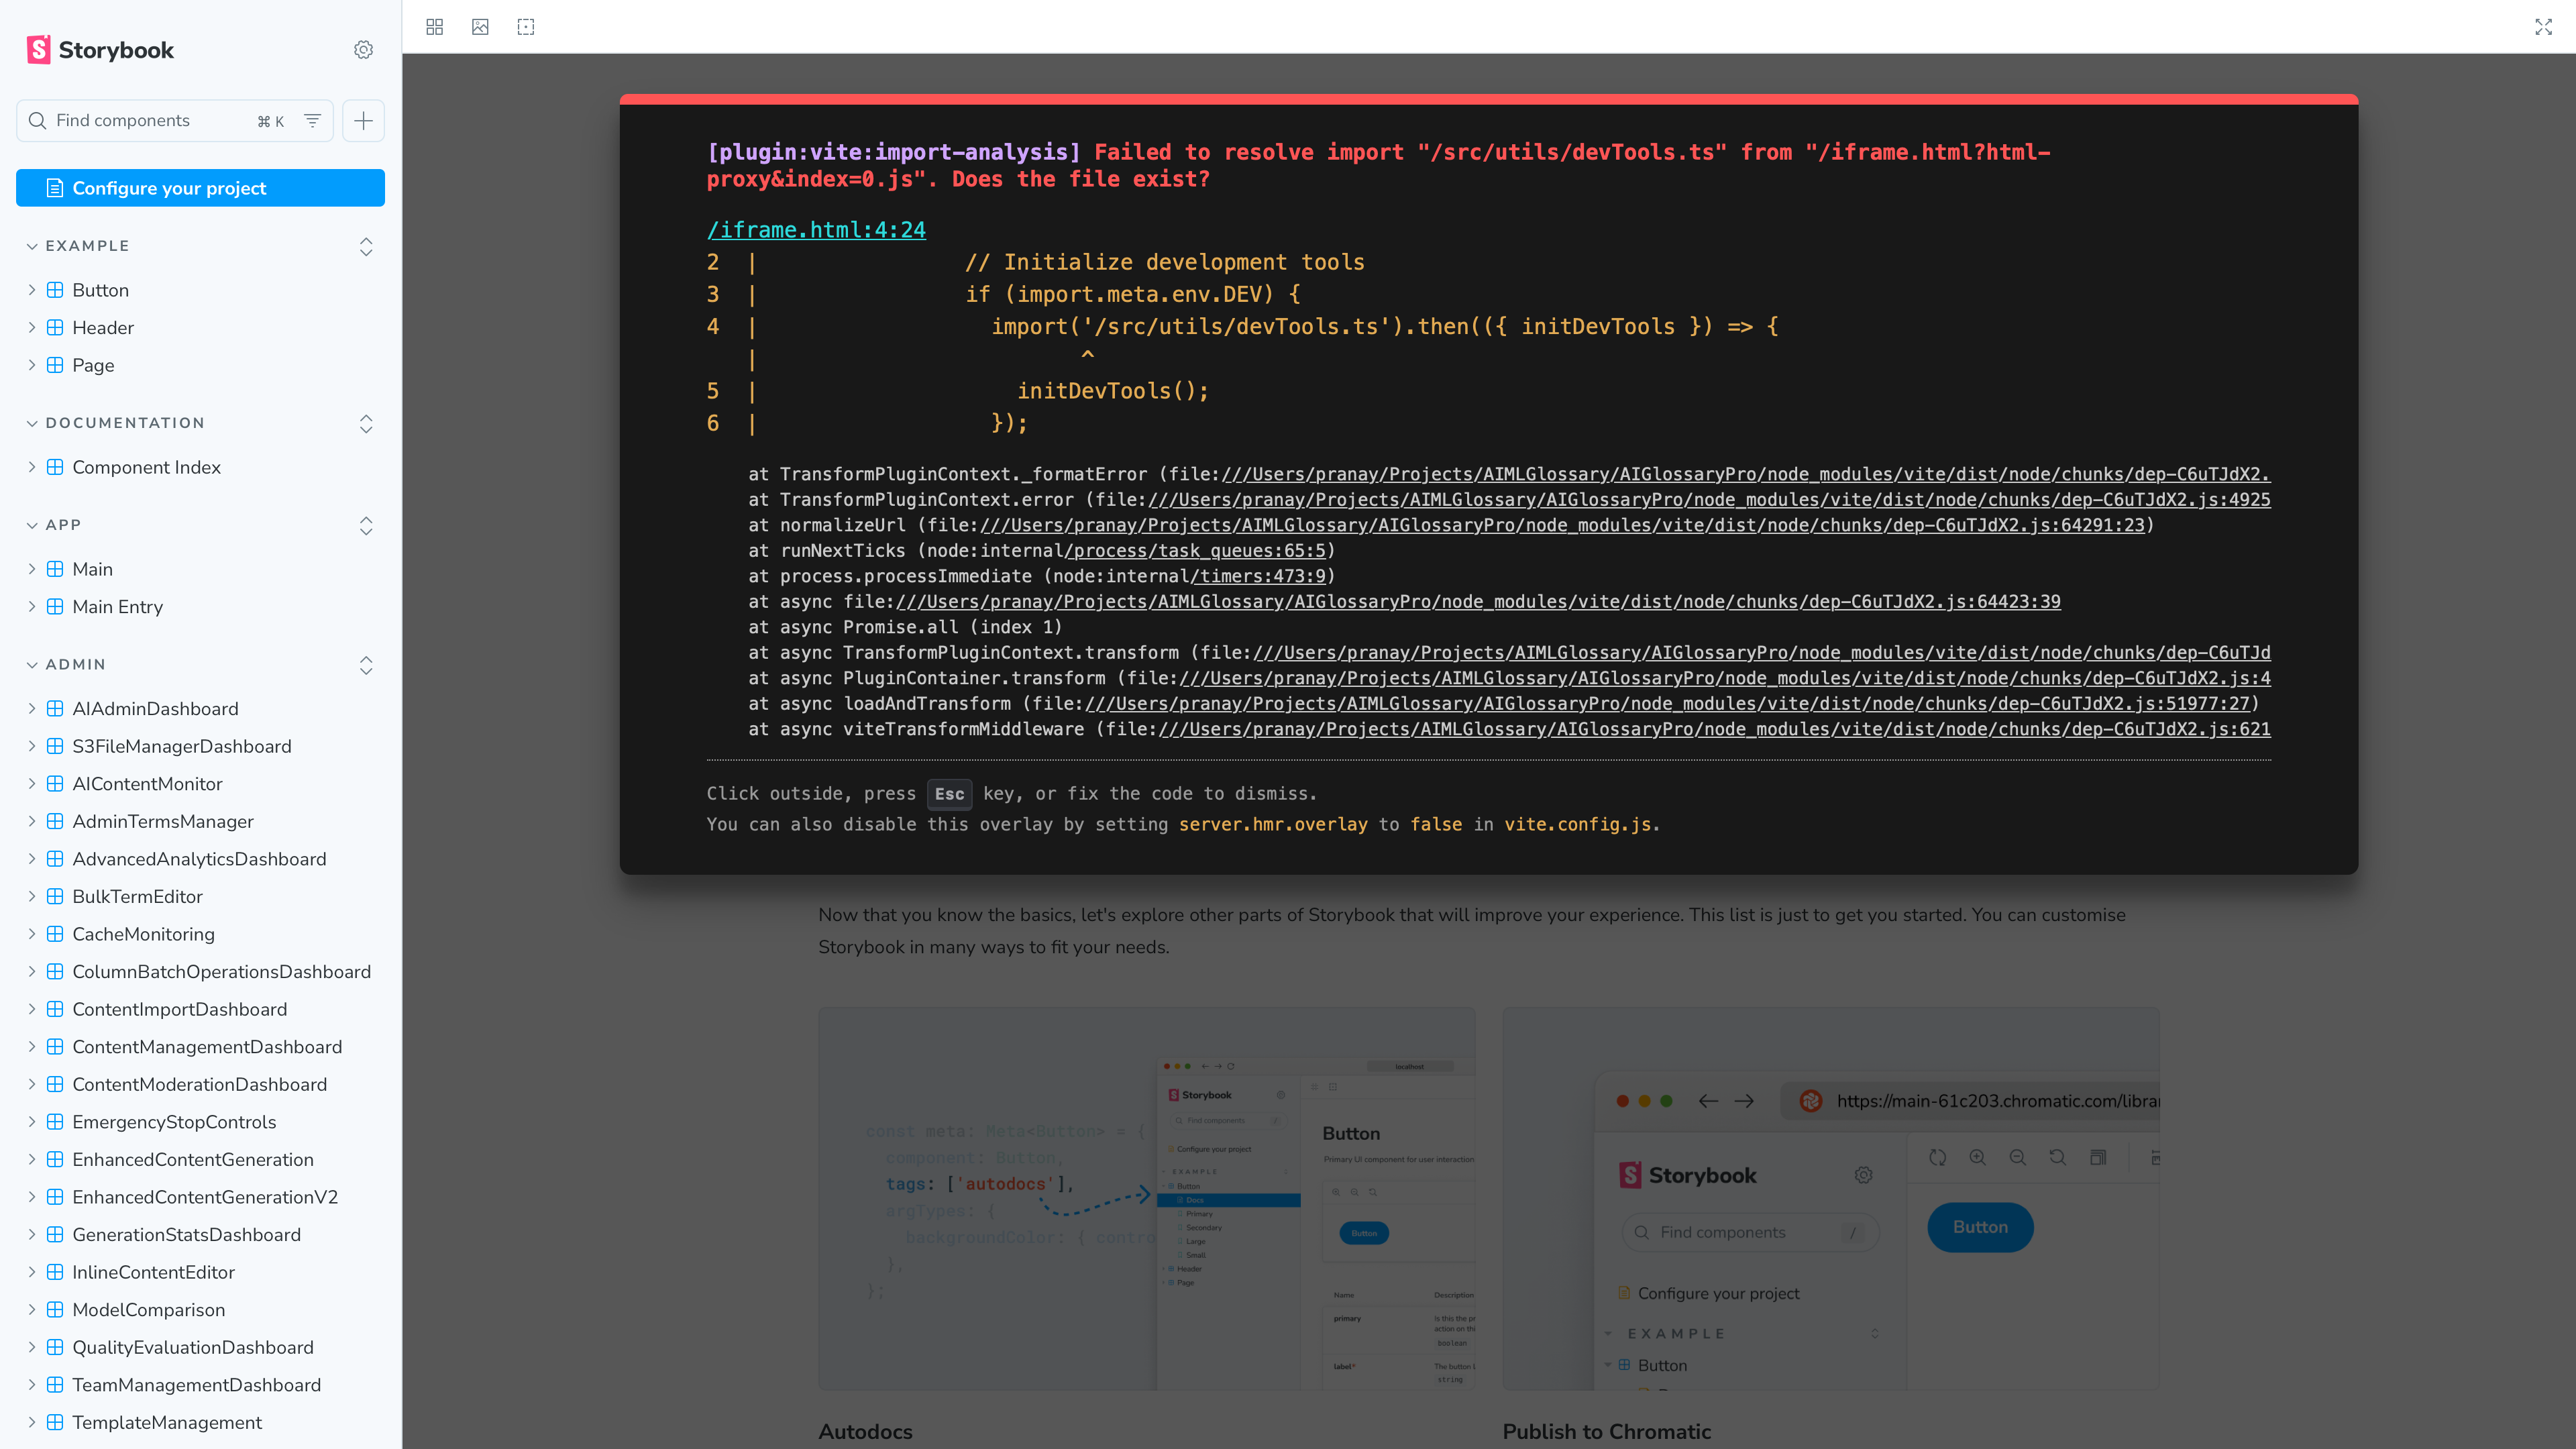 Storybook
Find components
⌘ K
Configure your project
EXAMPLE
Button
Header
Page
DOCUMENTATION
Component Index
APP
Main
Main Entry
ADMIN
AIAdminDashboard
S3FileManagerDashboard
AIContentMonitor
AdminTermsManager
AdvancedAnalyticsDashboard
BulkTermEditor
CacheMonitoring
ColumnBatchOperationsDashboard
ContentImportDashboard
ContentManagementDashboard
ContentModerationDashboard
EmergencyStopControls
EnhancedContentGeneration
EnhancedContentGenerationV2
GenerationStatsDashboard
InlineContentEditor
ModelComparison
QualityEvaluationDashboard
TeamManagementDashboard
TemplateManagement
[plugin:vite:import-analysis] Failed to resolve import "/src/utils/devTools.ts" from "/iframe.html?html-
proxy&index=0.js". Does the file exist?
/iframe.html:4:24
2  |                // Initialize development tools
3  |                if (import.meta.env.DEV) {
4  |                  import('/src/utils/devTools.ts').then(({ initDevTools }) => {
   |                         ^
5  |                    initDevTools();
6  |                  });
at TransformPluginContext._formatError (file:///Users/pranay/Projects/AIMLGlossary/AIGlossaryPro/node_modules/vite/dist/node/chunks/dep-C6uTJdX2.
at TransformPluginContext.error (file:///Users/pranay/Projects/AIMLGlossary/AIGlossaryPro/node_modules/vite/dist/node/chunks/dep-C6uTJdX2.js:4925
at normalizeUrl (file:///Users/pranay/Projects/AIMLGlossary/AIGlossaryPro/node_modules/vite/dist/node/chunks/dep-C6uTJdX2.js:64291:23)
at runNextTicks (node:internal/process/task_queues:65:5)
at process.processImmediate (node:internal/timers:473:9)
at async file:///Users/pranay/Projects/AIMLGlossary/AIGlossaryPro/node_modules/vite/dist/node/chunks/dep-C6uTJdX2.js:64423:39
at async Promise.all (index 1)
at async TransformPluginContext.transform (file:///Users/pranay/Projects/AIMLGlossary/AIGlossaryPro/node_modules/vite/dist/node/chunks/dep-C6uTJd
at async PluginContainer.transform (file:///Users/pranay/Projects/AIMLGlossary/AIGlossaryPro/node_modules/vite/dist/node/chunks/dep-C6uTJdX2.js:4
at async loadAndTransform (file:///Users/pranay/Projects/AIMLGlossary/AIGlossaryPro/node_modules/vite/dist/node/chunks/dep-C6uTJdX2.js:51977:27)
at async viteTransformMiddleware (file:///Users/pranay/Projects/AIMLGlossary/AIGlossaryPro/node_modules/vite/dist/node/chunks/dep-C6uTJdX2.js:621
Click outside, press Esc key, or fix the code to dismiss.
You can also disable this overlay by setting server.hmr.overlay to false in vite.config.js.
Now that you know the basics, let's explore other parts of Storybook that will improve your experience. This list is just to get you started. You can customise
Storybook in many ways to fit your needs.
const meta: Meta<Button> = {
component: Button,
tags: ['autodocs'],
argTypes: {
backgroundColor: { contro
},
};
localhost
Storybook
Find components
/
Configure your project
EXAMPLE
Button
Docs
Primary
Secondary
Large
Small
Header
Page
Button
Primary UI component for user interaction
Button
Name
Description
primary
Is this the pr
action on th
boolean
label*
The button l
string
https://main-61c203.chromatic.com/librar
Storybook
Find components
/
Configure your project
EXAMPLE
Button
Button
Autodocs
Publish to Chromatic